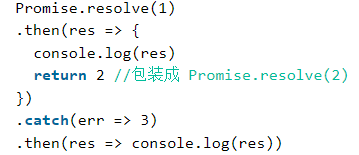 Promise.resolve(1)
.then(res => {
  console.log(res)
  return 2 //包装成 Promise.resolve(2)
})
.catch(err => 3)
.then(res => console.log(res))